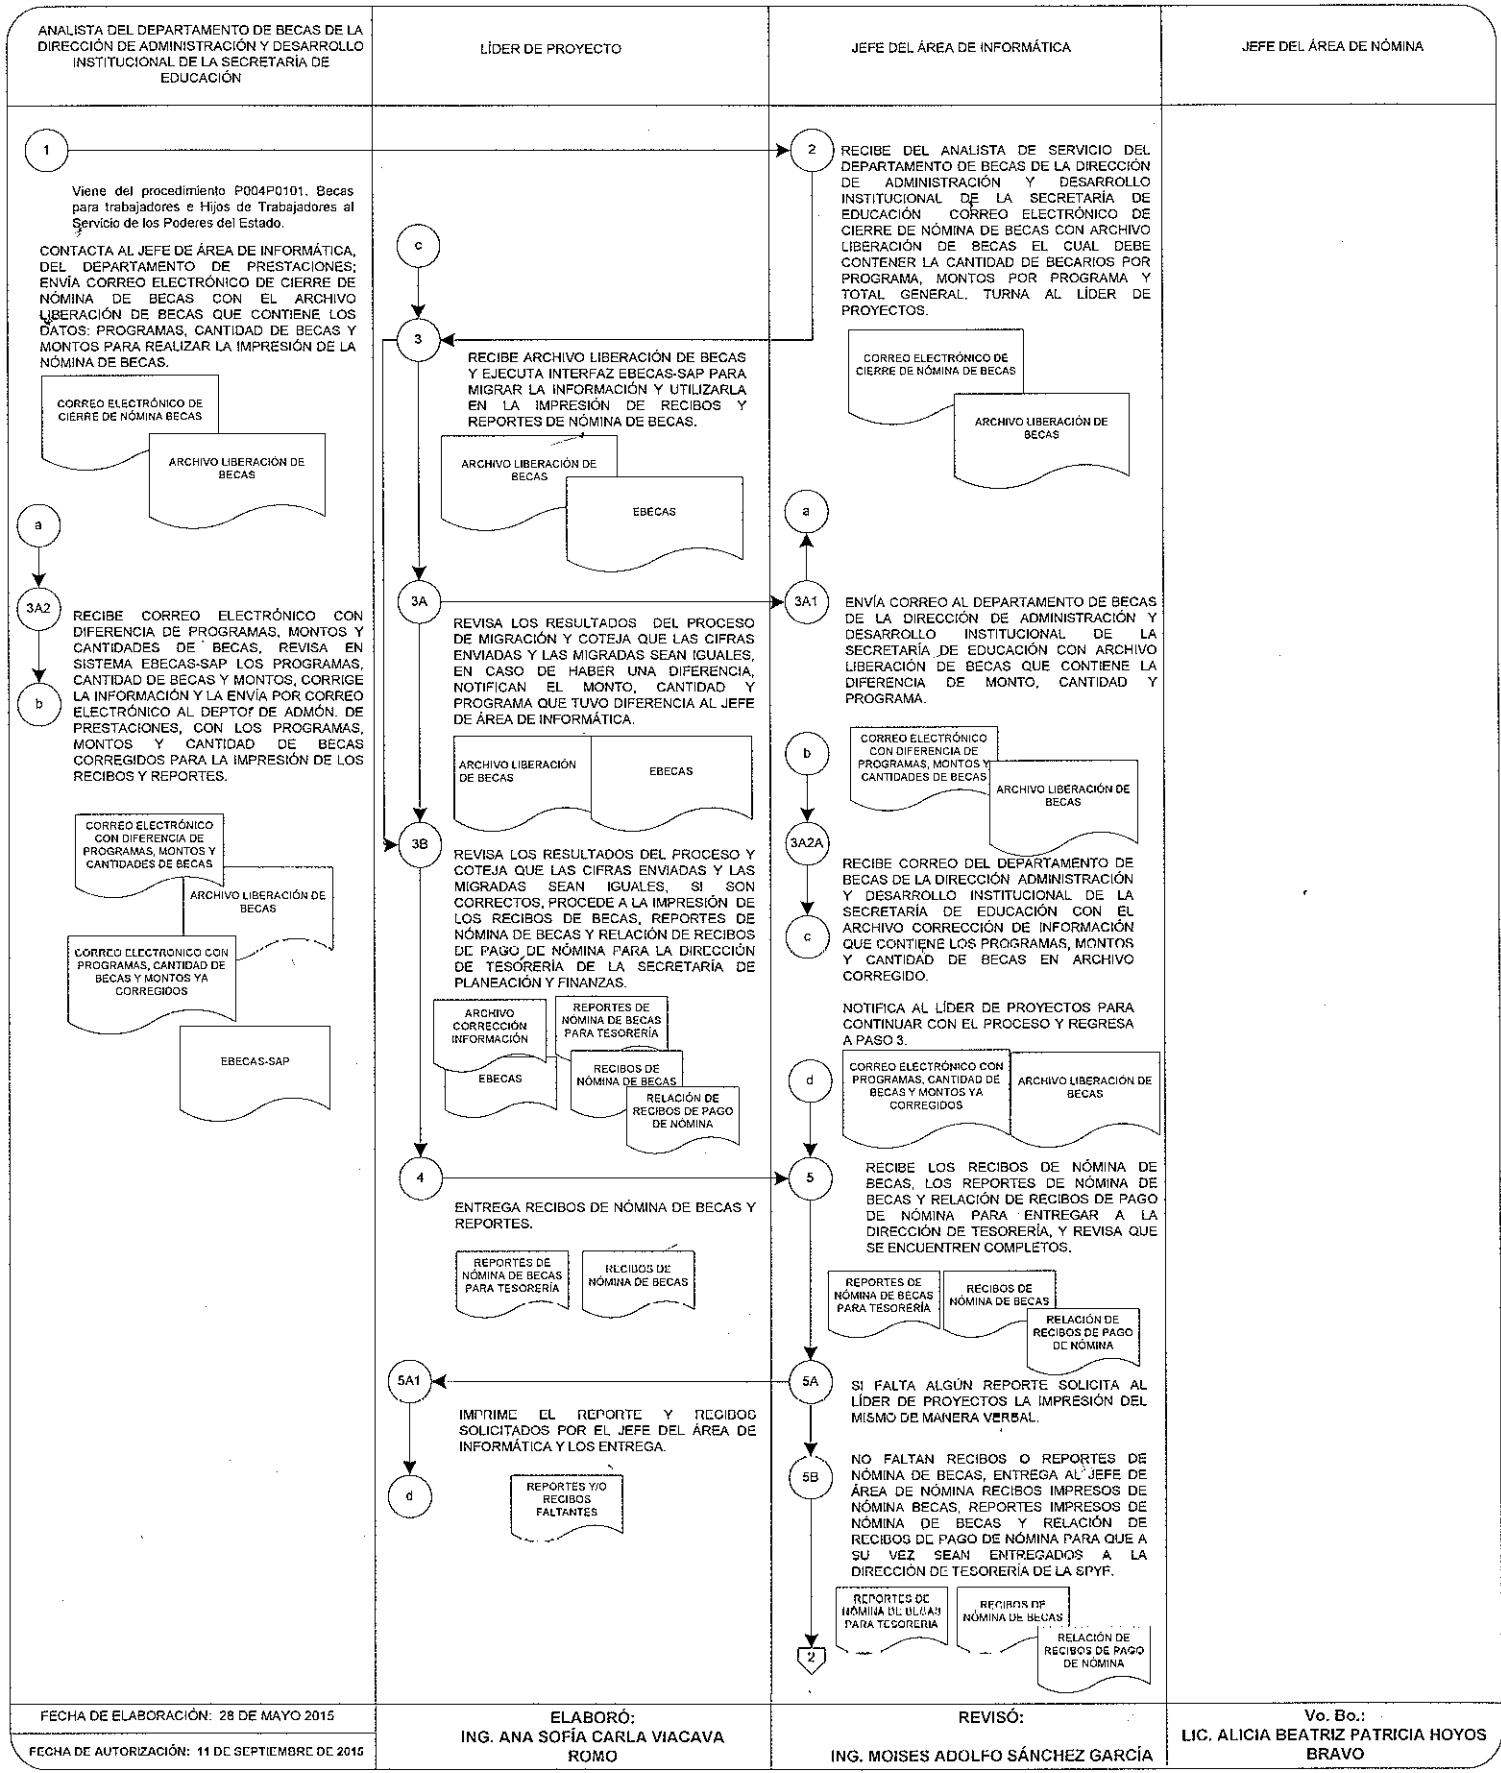 ANALISTA DEL DEPARTAMENTO DE BECAS DE LA
DIRECCIÓN DE ADMINISTRACIÓN Y DESARROLLO
INSTITUCIONAL DE LA SECRETARÍA DE
EDUCACIÓN
LÍDER DE PROYECTO
JEFE DEL ÁREA DE INFORMÁTICA
JEFE DEL ÁREA DE NÓMINA
1
Viene del procedimiento P004P0101. Becas
para trabajadores e Hijos de Trabajadores al
Servicio de los Poderes del Estado.
CONTACTA AL JEFE DE ÁREA DE INFORMÁTICA,
DEL DEPARTAMENTO DE PRESTACIONES;
ENVÍA CORREO ELECTRÓNICO DE CIERRE DE
NÓMINA DE BECAS CON EL ARCHIVO
LIBERACIÓN DE BECAS QUE CONTIENE LOS
DATOS: PROGRAMAS, CANTIDAD DE BECAS Y
MONTOS PARA REALIZAR LA IMPRESIÓN DE LA
NÓMINA DE BECAS.
CORREO ELECTRÓNICO DE
CIERRE DE NÓMINA BECAS
ARCHIVO LIBERACIÓN DE
BECAS
a
3A2
RECIBE CORREO ELECTRÓNICO CON
DIFERENCIA DE PROGRAMAS, MONTOS Y
CANTIDADES DE BECAS, REVISA EN
SISTEMA EBECAS-SAP LOS PROGRAMAS,
CANTIDAD DE BECAS Y MONTOS, CORRIGE
LA INFORMACIÓN Y LA ENVÍA POR CORREO
ELECTRÓNICO AL DEPTO. DE ADMÓN. DE
PRESTACIONES, CON LOS PROGRAMAS,
MONTOS Y CANTIDAD DE BECAS
CORREGIDOS PARA LA IMPRESIÓN DE LOS
RECIBOS Y REPORTES.
b
CORREO ELECTRÓNICO
CON DIFERENCIA DE
PROGRAMAS, MONTOS Y
CANTIDADES DE BECAS
ARCHIVO LIBERACIÓN DE
BECAS
CORREO ELECTRONICO CON
PROGRAMAS, CANTIDAD DE
BECAS Y MONTOS YA
CORREGIDOS
EBECAS-SAP
c
3
RECIBE ARCHIVO LIBERACIÓN DE BECAS
Y EJECUTA INTERFAZ EBECAS-SAP PARA
MIGRAR LA INFORMACIÓN Y UTILIZARLA
EN LA IMPRESIÓN DE RECIBOS Y
REPORTES DE NÓMINA DE BECAS.
ARCHIVO LIBERACIÓN DE
BECAS
EBECAS
3A
REVISA LOS RESULTADOS DEL PROCESO
DE MIGRACIÓN Y COTEJA QUE LAS CIFRAS
ENVIADAS Y LAS MIGRADAS SEAN IGUALES,
EN CASO DE HABER UNA DIFERENCIA,
NOTIFICAN EL MONTO, CANTIDAD Y
PROGRAMA QUE TUVO DIFERENCIA AL JEFE
DE ÁREA DE INFORMÁTICA.
ARCHIVO LIBERACIÓN
DE BECAS
EBECAS
3B
REVISA LOS RESULTADOS DEL PROCESO Y
COTEJA QUE LAS CIFRAS ENVIADAS Y LAS
MIGRADAS SEAN IGUALES, SI SON
CORRECTOS, PROCEDE A LA IMPRESIÓN DE
LOS RECIBOS DE BECAS, REPORTES DE
NÓMINA DE BECAS Y RELACIÓN DE RECIBOS
DE PAGO DE NÓMINA PARA LA DIRECCIÓN
DE TESORERÍA DE LA SECRETARÍA DE
PLANEACIÓN Y FINANZAS.
ARCHIVO
CORRECCIÓN
INFORMACIÓN
EBECAS
REPORTES DE
NÓMINA DE BECAS
PARA TESORERÍA
RECIBOS DE
NÓMINA DE BECAS
RELACIÓN DE
RECIBOS DE PAGO
DE NÓMINA
4
ENTREGA RECIBOS DE NÓMINA DE BECAS Y
REPORTES.
REPORTES DE
NÓMINA DE BECAS
PARA TESORERÍA
RECIBOS DE
NÓMINA DE BECAS
5A1
IMPRIME EL REPORTE Y RECIBOS
SOLICITADOS POR EL JEFE DEL ÁREA DE
INFORMÁTICA Y LOS ENTREGA.
d
REPORTES Y/O
RECIBOS
FALTANTES
2
RECIBE DEL ANALISTA DE SERVICIO DEL
DEPARTAMENTO DE BECAS DE LA DIRECCIÓN
DE ADMINISTRACIÓN Y DESARROLLO
INSTITUCIONAL DE LA SECRETARÍA DE
EDUCACIÓN CORREO ELECTRÓNICO DE
CIERRE DE NÓMINA DE BECAS CON ARCHIVO
LIBERACIÓN DE BECAS EL CUAL DEBE
CONTENER LA CANTIDAD DE BECARIOS POR
PROGRAMA, MONTOS POR PROGRAMA Y
TOTAL GENERAL. TURNA AL LÍDER DE
PROYECTOS.
CORREO ELECTRÓNICO DE
CIERRE DE NÓMINA DE BECAS
ARCHIVO LIBERACIÓN DE
BECAS
a
3A1
ENVÍA CORREO AL DEPARTAMENTO DE BECAS
DE LA DIRECCIÓN DE ADMINISTRACIÓN Y
DESARROLLO INSTITUCIONAL DE LA
SECRETARÍA DE EDUCACIÓN CON ARCHIVO
LIBERACIÓN DE BECAS QUE CONTIENE LA
DIFERENCIA DE MONTO, CANTIDAD Y
PROGRAMA.
CORREO ELECTRÓNICO
CON DIFERENCIA DE
PROGRAMAS, MONTOS Y
CANTIDADES DE BECAS
ARCHIVO LIBERACIÓN DE
BECAS
b
3A2A
RECIBE CORREO DEL DEPARTAMENTO DE
BECAS DE LA DIRECCIÓN ADMINISTRACIÓN
Y DESARROLLO INSTITUCIONAL DE LA
SECRETARÍA DE EDUCACIÓN CON EL
ARCHIVO CORRECCIÓN DE INFORMACIÓN
QUE CONTIENE LOS PROGRAMAS, MONTOS
Y CANTIDAD DE BECAS EN ARCHIVO
CORREGIDO.
c
NOTIFICA AL LÍDER DE PROYECTOS PARA
CONTINUAR CON EL PROCESO Y REGRESA
A PASO 3.
CORREO ELECTRÓNICO CON
PROGRAMAS, CANTIDAD DE
BECAS Y MONTOS YA
CORREGIDOS
ARCHIVO LIBERACIÓN DE
BECAS
d
5
RECIBE LOS RECIBOS DE NÓMINA DE
BECAS, LOS REPORTES DE NÓMINA DE
BECAS Y RELACIÓN DE RECIBOS DE PAGO
DE NÓMINA PARA ENTREGAR A LA
DIRECCIÓN DE TESORERÍA, Y REVISA QUE
SE ENCUENTREN COMPLETOS.
REPORTES DE
NÓMINA DE BECAS
PARA TESORERÍA
RECIBOS DE
NÓMINA DE BECAS
RELACIÓN DE
RECIBOS DE PAGO
DE NÓMINA
5A
SI FALTA ALGÚN REPORTE SOLICITA AL
LÍDER DE PROYECTOS LA IMPRESIÓN DEL
MISMO DE MANERA VERBAL.
5B
NO FALTAN RECIBOS O REPORTES DE
NÓMINA DE BECAS, ENTREGA AL JEFE DE
ÁREA DE NÓMINA RECIBOS IMPRESOS DE
NÓMINA BECAS, REPORTES IMPRESOS DE
NÓMINA DE BECAS Y RELACIÓN DE
RECIBOS DE PAGO DE NÓMINA PARA QUE A
SU VEZ SEAN ENTREGADOS A LA
DIRECCIÓN DE TESORERÍA DE LA SPYF.
REPORTES DE
NÓMINA DE BECAS
PARA TESORERIA
RECIBOS DE
NÓMINA DE BECAS
RELACIÓN DE
RECIBOS DE PAGO
DE NÓMINA
2
FECHA DE ELABORACIÓN: 28 DE MAYO 2015
FECHA DE AUTORIZACIÓN: 11 DE SEPTIEMBRE DE 2015
ELABORÓ:
ING. ANA SOFÍA CARLA VIACAVA
ROMO
REVISÓ:
ING. MOISES ADOLFO SÁNCHEZ GARCÍA
Vo. Bo.:
LIC. ALICIA BEATRIZ PATRICIA HOYOS
BRAVO